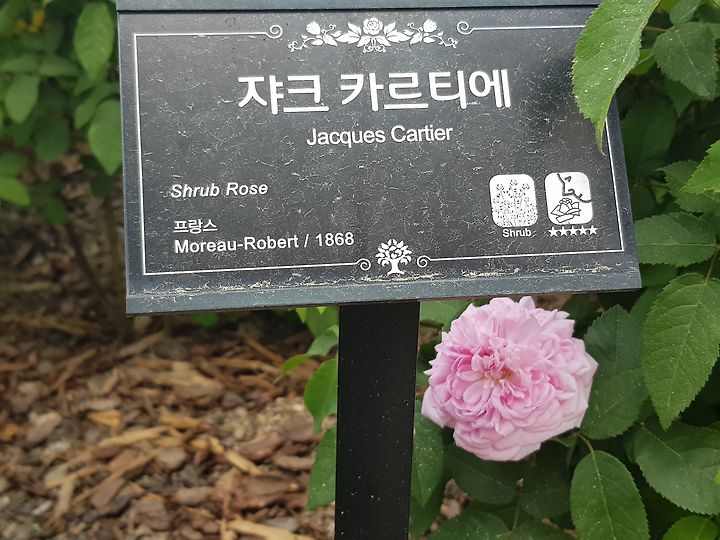 쟈크 카르티에
Jacques Cartier
Shrub Rose
프랑스
Moreau-Robert / 1868
Shrub
★★★★★